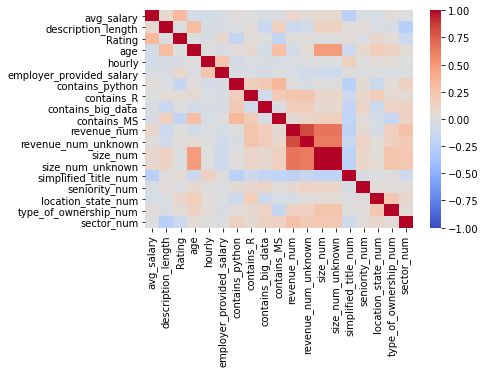 avg_salary
description_length
Rating
age
hourly
employer_provided_salary
contains_python
contains_R
contains_big_data
contains_MS
revenue_num
revenue_num_unknown
size_num
size_num_unknown
simplified_title_num
seniority_num
location_state_num
type_of_ownership_num
sector_num
avg_salary
description_length
Rating
age
hourly
employer_provided_salary
contains_python
contains_R
contains_big_data
contains_MS
revenue_num
revenue_num_unknown
size_num
size_num_unknown
simplified_title_num
seniority_num
location_state_num
type_of_ownership_num
sector_num
1.00
0.75
0.50
0.25
0.00
−0.25
−0.50
−0.75
−1.00